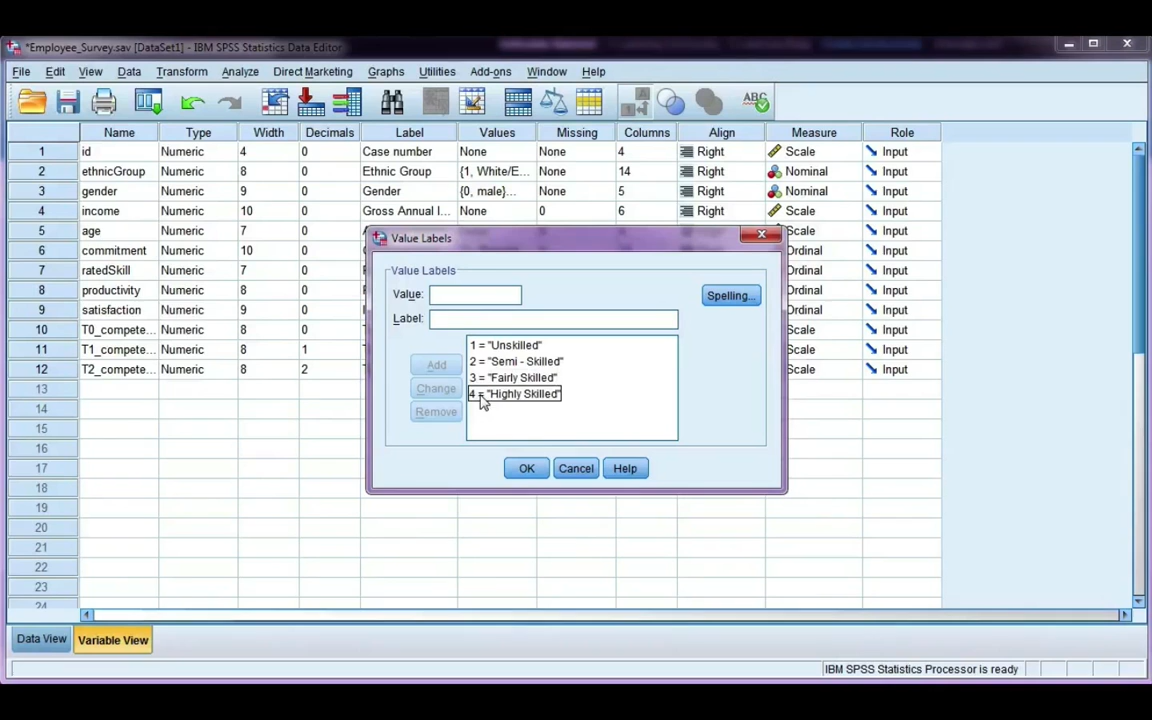 *Employee_Survey.sav [DataSet1] - IBM SPSS Statistics Data Editor
File Edit View Data Transform Analyze Direct Marketing Graphs Utilities Add-ons Window Help
Name Type Width Decimals Label Values Missing Columns Align Measure Role
1 id Numeric 4 0 Case number None None 4 Right Scale Input
2 ethnicGroup Numeric 8 0 Ethnic Group {1, White/E... None 14 Right Nominal Input
3 gender Numeric 9 0 Gender {0, male}... None 5 Right Nominal Input
4 income Numeric 10 0 Gross Annual I... None 0 6 Right Scale Input
5 age Numeric 7 0 Scale Input
6 commitment Numeric 10 0 Ordinal Input
7 ratedSkill Numeric 7 0 Ordinal Input
8 productivity Numeric 8 0 Ordinal Input
9 satisfaction Numeric 9 0 Ordinal Input
10 T0_compete... Numeric 8 0 Scale Input
11 T1_compete... Numeric 8 1 Scale Input
12 T2_compete... Numeric 8 2 Scale Input
13
14
15
16
17
18
19
20
21
22
23
24
Value Labels
Value Labels
Value: Spelling...
Label:
1 = "Unskilled"
2 = "Semi - Skilled"
3 = "Fairly Skilled"
4 = "Highly Skilled"
Add
Change
Remove
OK Cancel Help
Data View Variable View
IBM SPSS Statistics Processor is ready